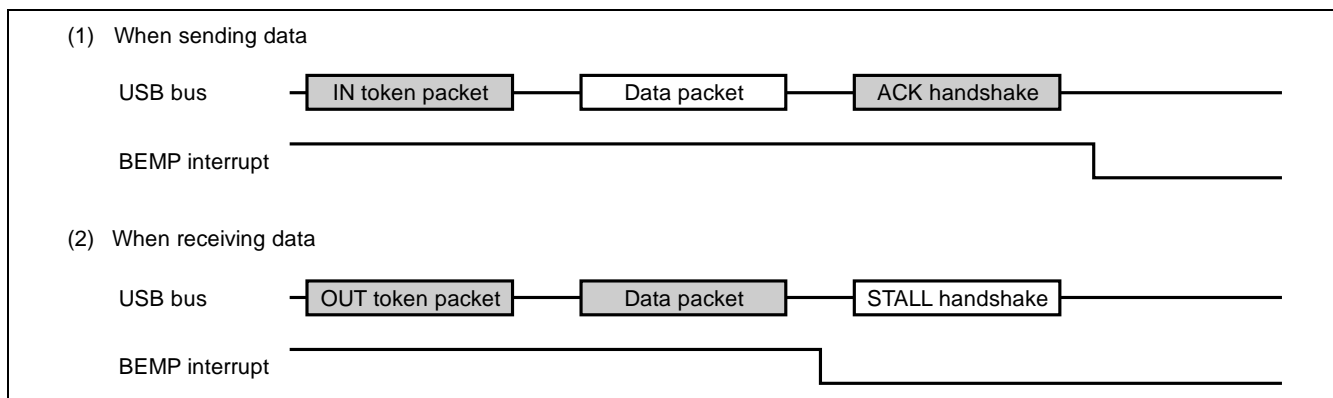 (1) When sending data
USB bus IN token packet Data packet ACK handshake
BEMP interrupt
(2) When receiving data
USB bus OUT token packet Data packet STALL handshake
BEMP interrupt